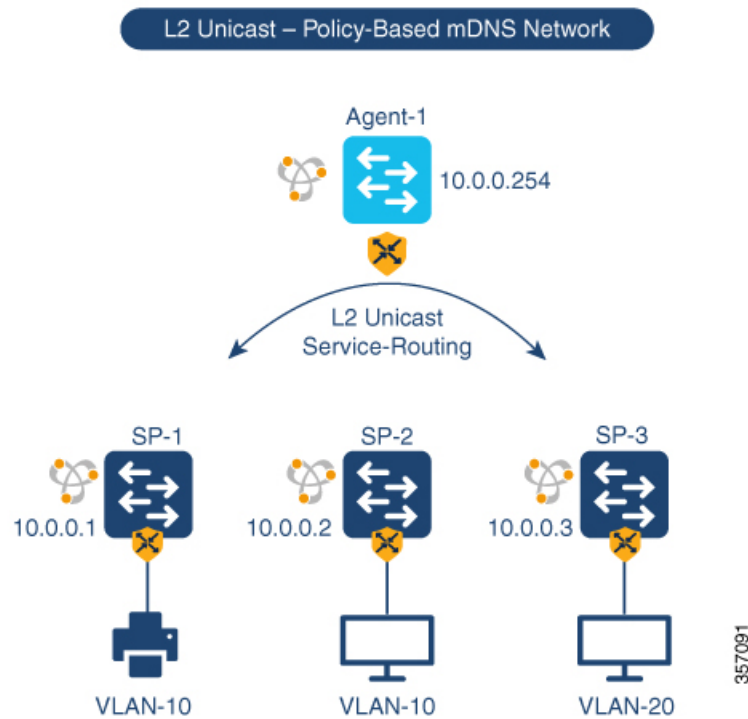 L2 Unicast – Policy-Based mDNS Network
Agent-1
10.0.0.254
L2 Unicast
Service-Routing
SP-1
SP-2
SP-3
10.0.0.1
10.0.0.2
10.0.0.3
VLAN-10
VLAN-10
VLAN-20
357091